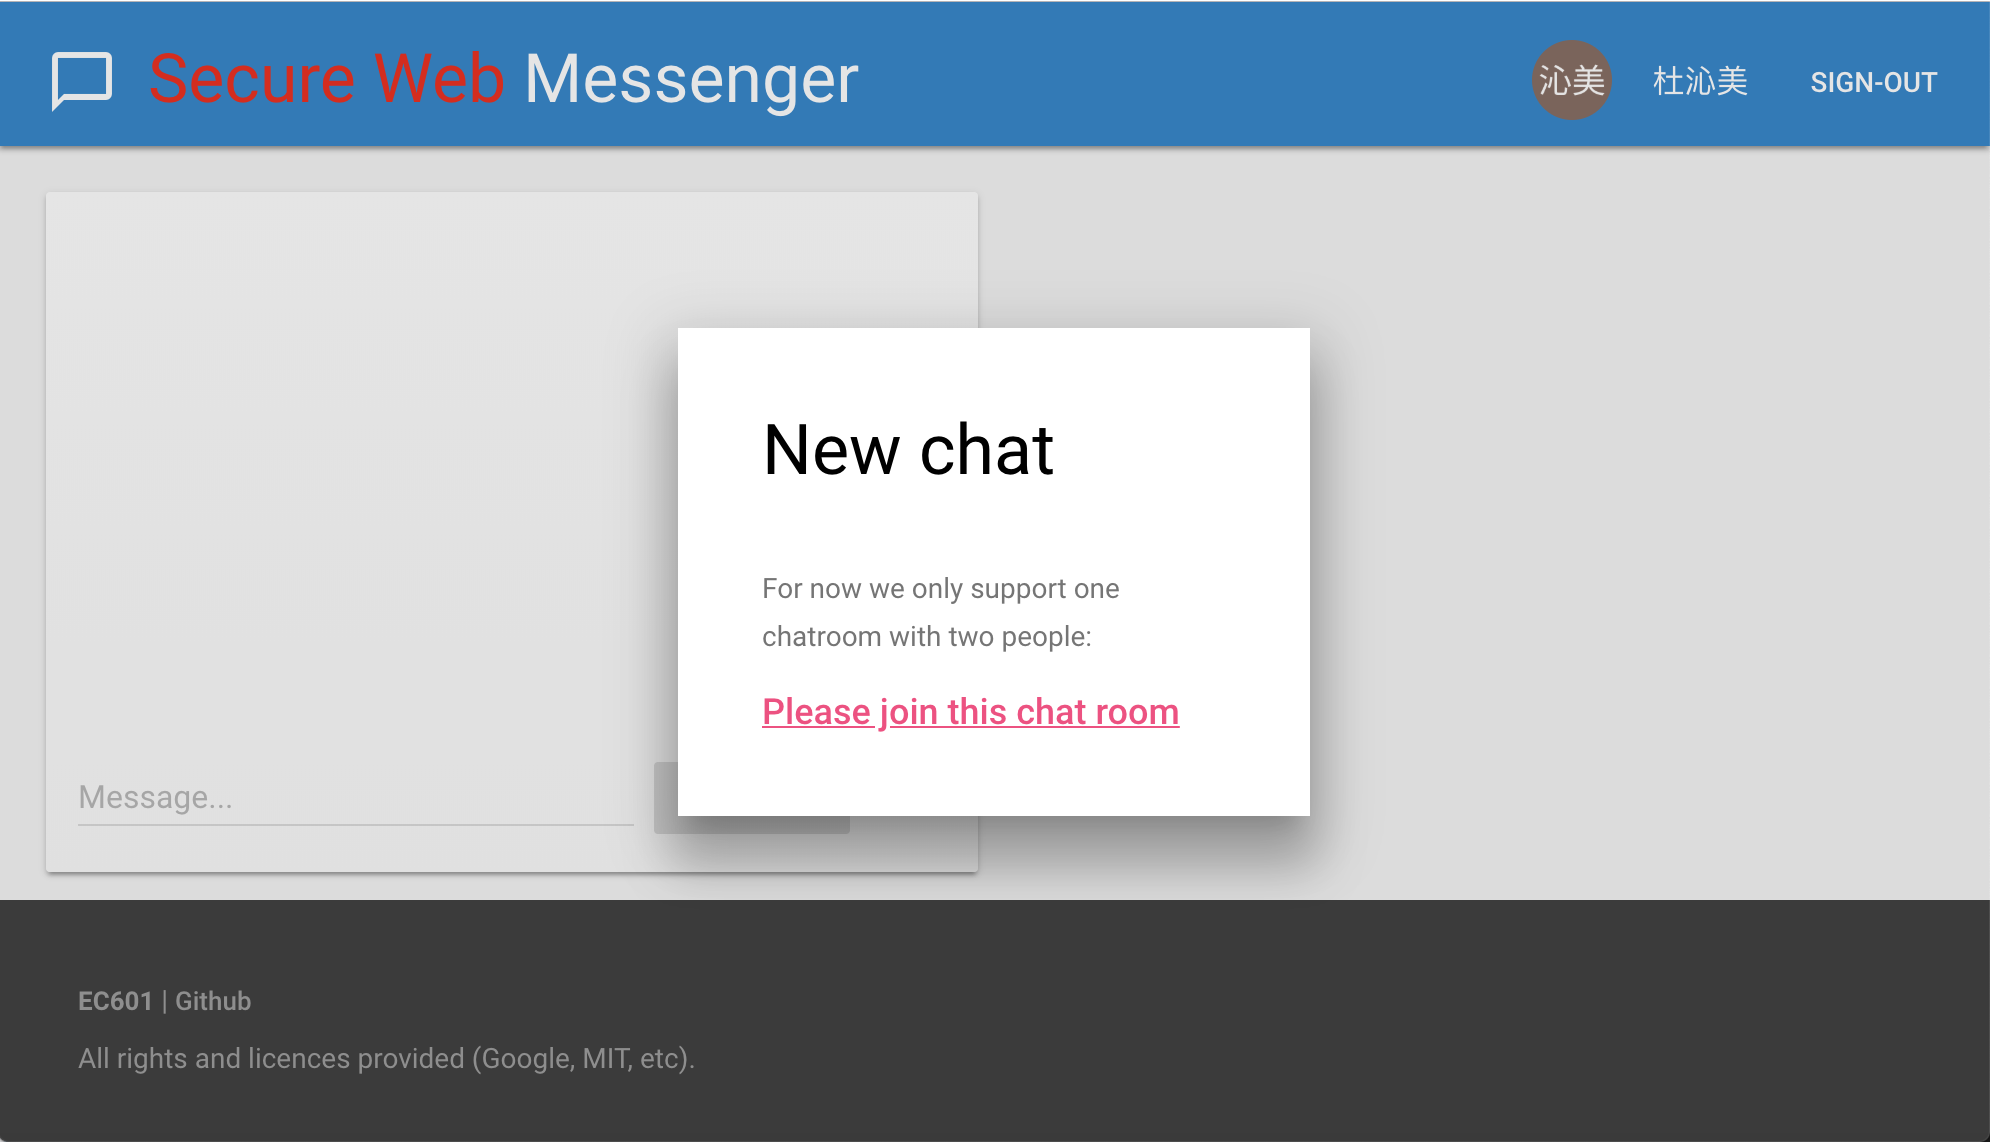 Secure Web Messenger
沁美 杜沁美 SIGN-OUT
New chat
For now we only support one
chatroom with two people:
Please join this chat room
Message...
EC601 | Github
All rights and licences provided (Google, MIT, etc).